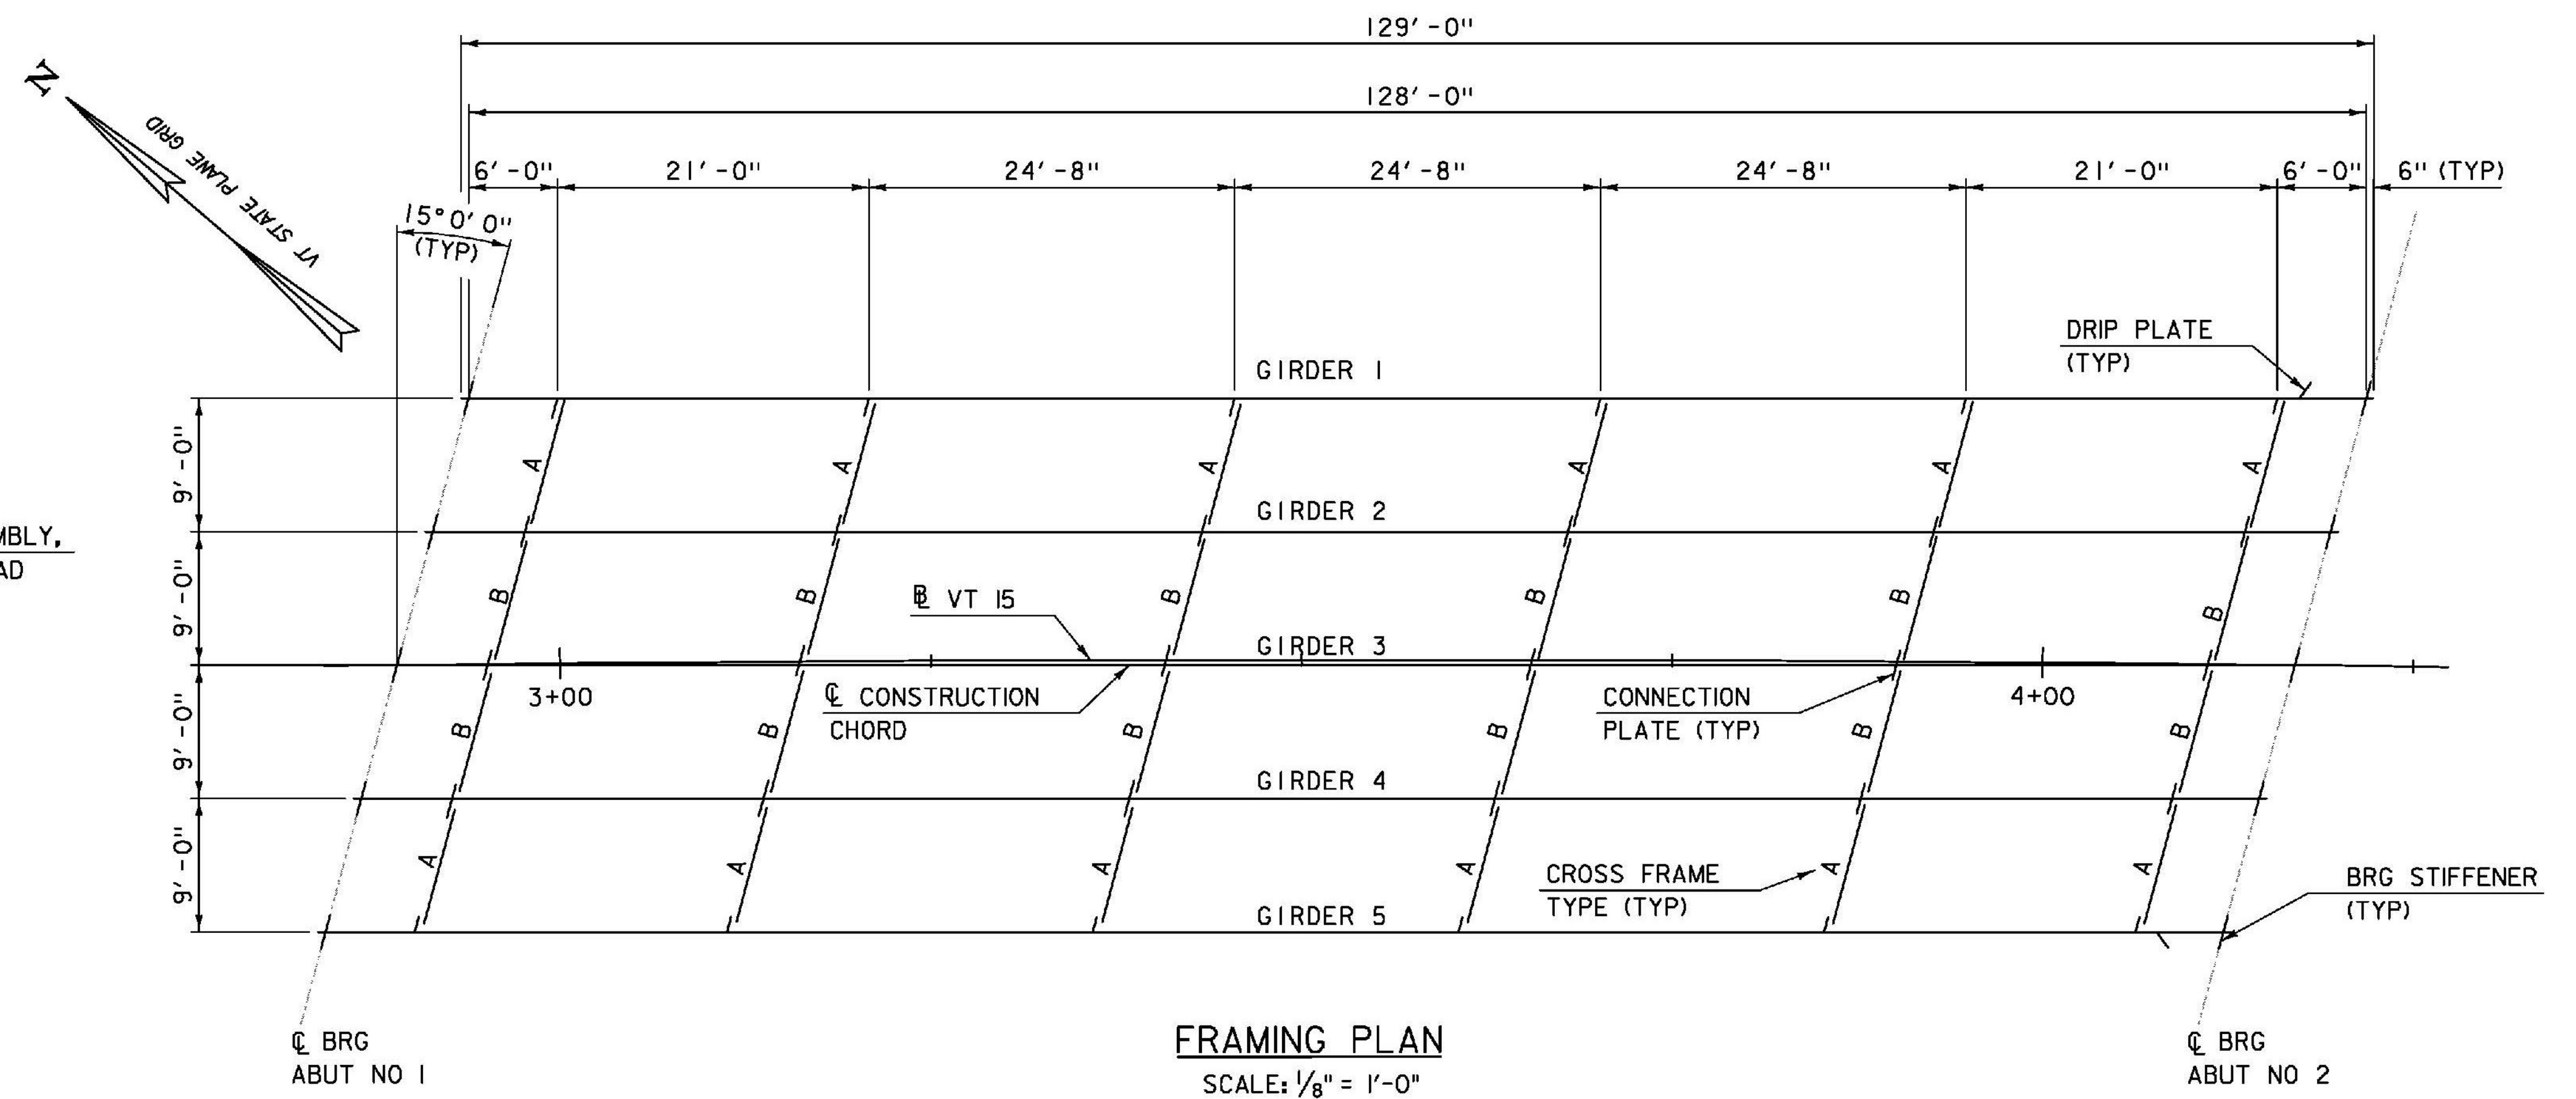 129'-0"
128'-0"
6'-0" 21'-0" 24'-8" 24'-8" 24'-8" 21'-0" 6'-0" 6" (TYP)
N
VT STATE PLANE GRID
15°0'0"
(TYP)
DRIP PLATE
(TYP)
GIRDER 1
9'-0"
A A A A A A
MBLY,
AD
GIRDER 2
9'-0"
B B B B B B
℄ VT 15
GIRDER 3
3+00
℄ CONSTRUCTION
CHORD
CONNECTION
PLATE (TYP)
4+00
9'-0"
B B B B B B
GIRDER 4
9'-0"
A A A A A A
CROSS FRAME
TYPE (TYP)
BRG STIFFENER
(TYP)
GIRDER 5
℄ BRG
ABUT NO 1
℄ BRG
ABUT NO 2
FRAMING PLAN
SCALE: 1/8" = 1'-0"